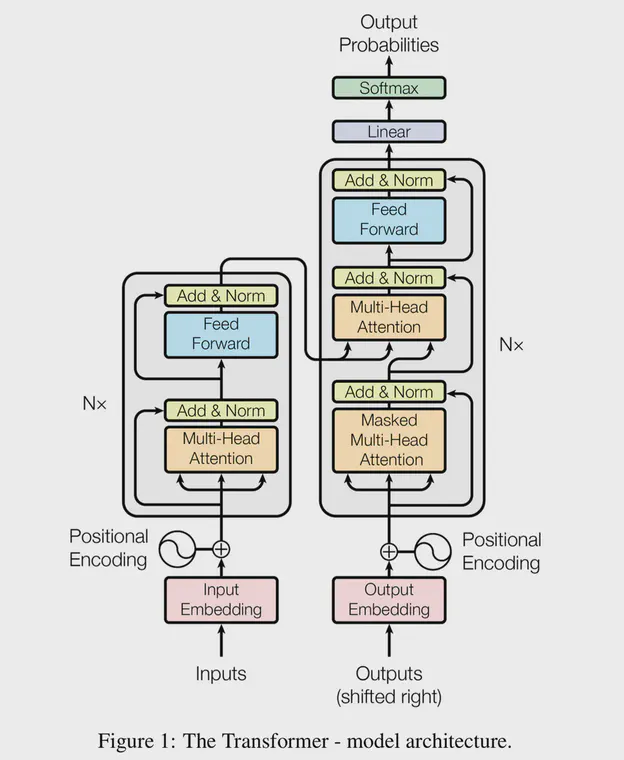 Output
Probabilities
Softmax
Linear
Add & Norm
Feed
Forward
Add & Norm
Multi-Head
Attention
Add & Norm
Masked
Multi-Head
Attention
N×
Add & Norm
Feed
Forward
Add & Norm
Multi-Head
Attention
N×
Positional
Encoding
Positional
Encoding
Input
Embedding
Output
Embedding
Inputs
Outputs
(shifted right)
Figure 1: The Transformer - model architecture.